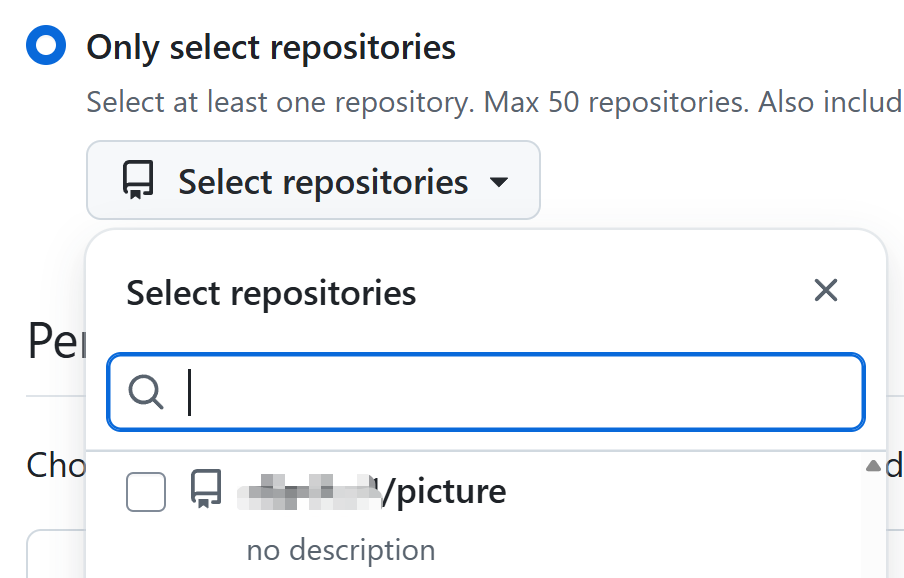 Only select repositories
Select at least one repository. Max 50 repositories. Also includ
Select repositories
Select repositories
Pe
Cho
/picture
no description